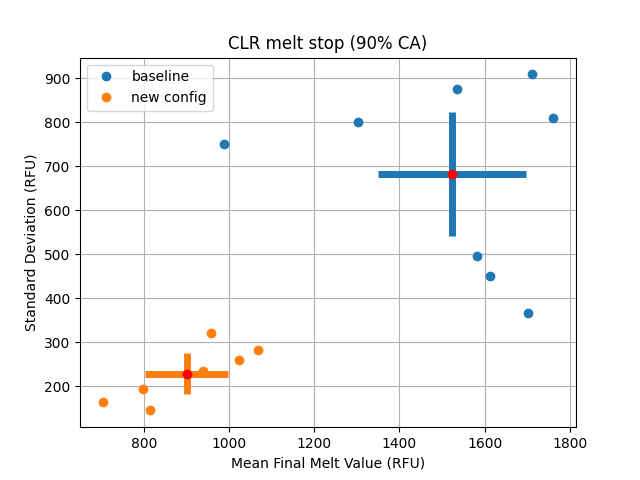 CLR melt stop (90% CA)
baseline
new config
900
800
700
600
500
400
300
200
Standard Deviation (RFU)
800 1000 1200 1400 1600 1800
Mean Final Melt Value (RFU)